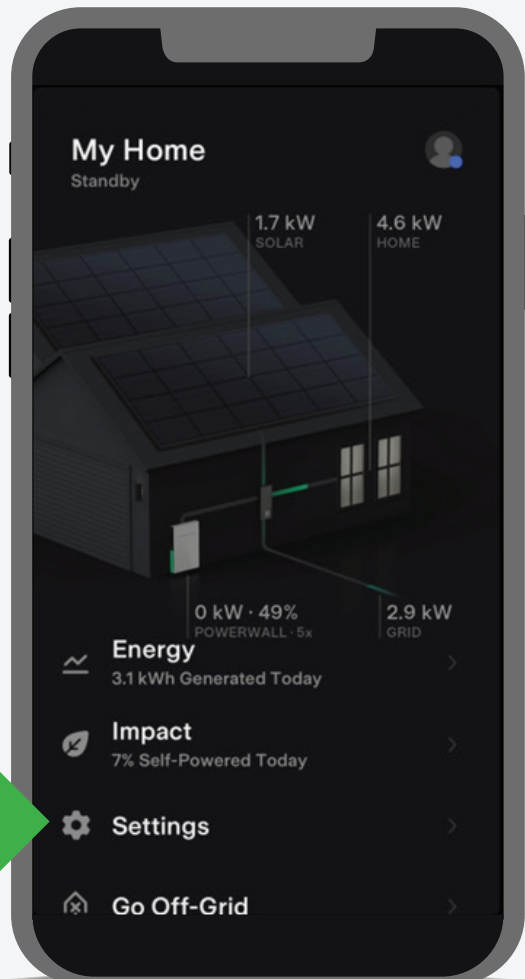 My Home
Standby
1.7 kW
SOLAR
4.6 kW
HOME
0 kW · 49%
POWERWALL · 5x
2.9 kW
GRID
Energy
3.1 kWh Generated Today
Impact
7% Self-Powered Today
Settings
Go Off-Grid